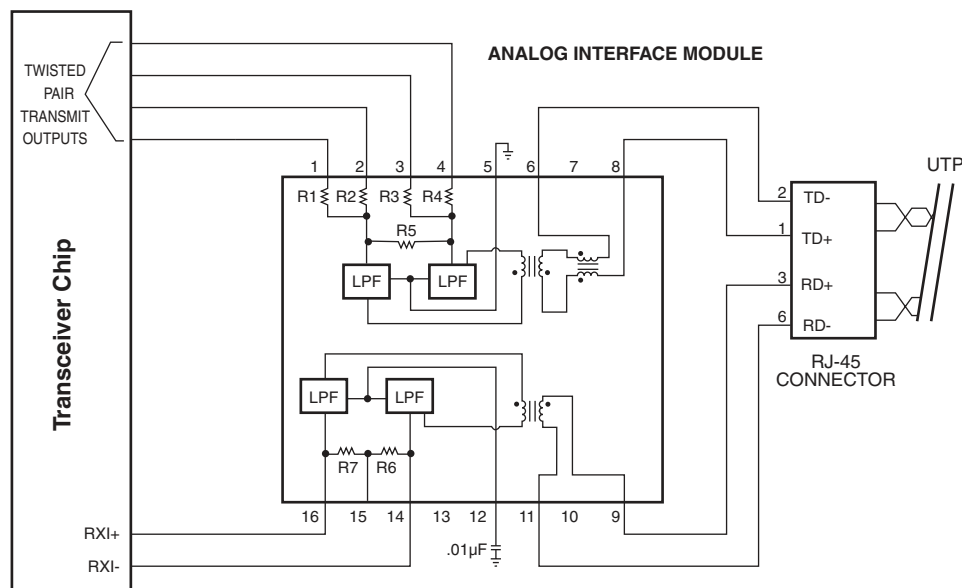 ANALOG INTERFACE MODULE
TWISTED
PAIR
TRANSMIT
OUTPUTS
Transceiver Chip
1 2 3 4 5 6 7 8
R1 R2 R3 R4
R5
LPF LPF
LPF LPF
R7 R6
16 15 14 13 12 11 10 9
RXI+
RXI-
.01µF
UTP
2 TD-
1 TD+
3 RD+
6 RD-
RJ-45
CONNECTOR